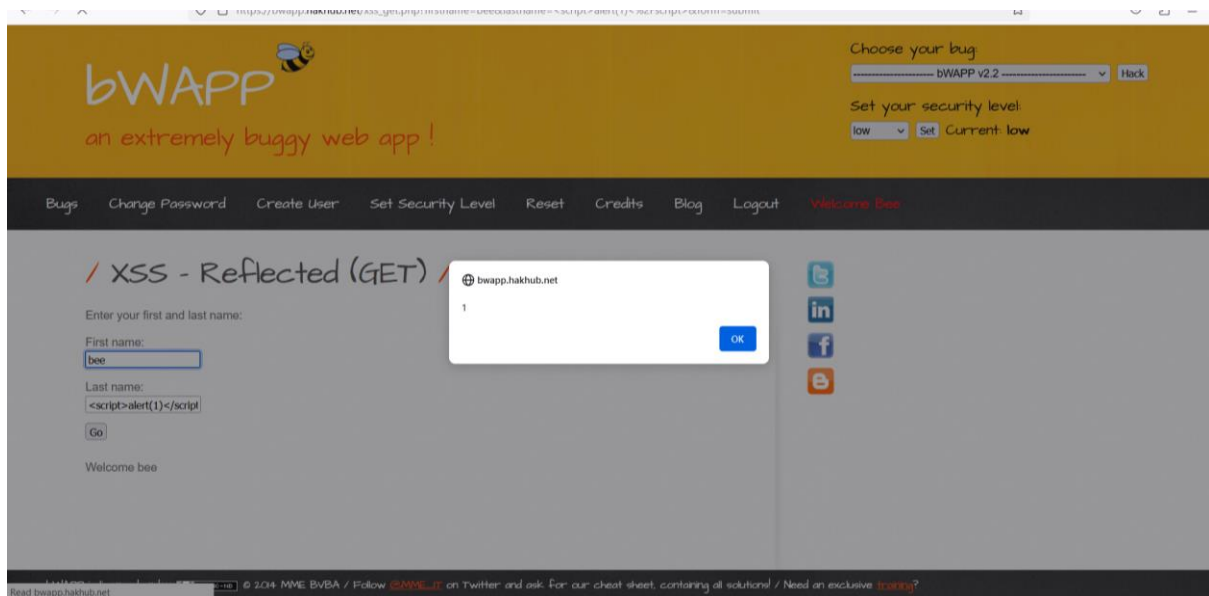 bWAPP
an extremely buggy web app !
Choose your bug:
-------------------- bWAPP v2.2 --------------------
Hack
Set your security level:
low
Set
Current: low
Bugs
Change Password
Create User
Set Security Level
Reset
Credits
Blog
Logout
Welcome Bee
/ XSS - Reflected (GET) /
bwapp.hakhub.net
1
OK
Enter your first and last name:
First name:
bee
Last name:
<script>alert(1)</script
Go
Welcome bee
© 2014 MME BVBA / Follow @MME_IT on Twitter and ask for our cheat sheet, containing all solutions! / Need an exclusive training?
Read bwapp.hakhub.net